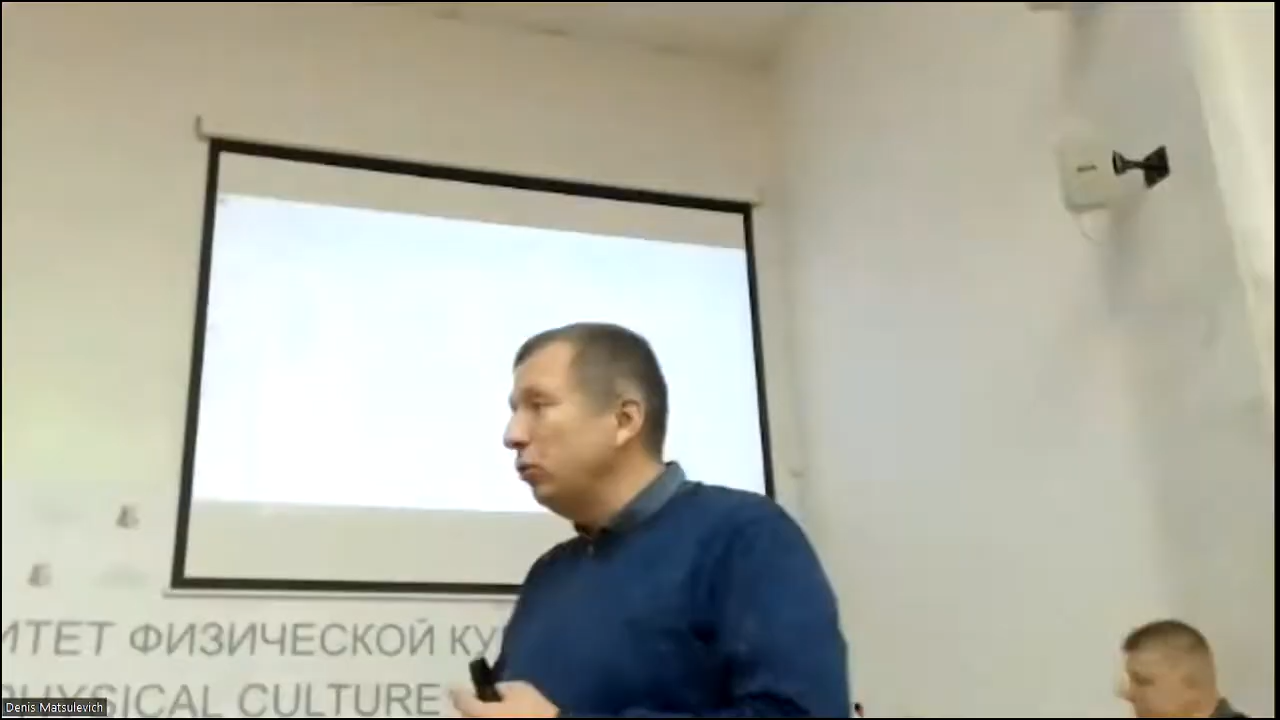 ИТЕТ ФИЗИЧЕСКОЙ КУ
PHYSICAL CULTURE
Denis Matsulevich